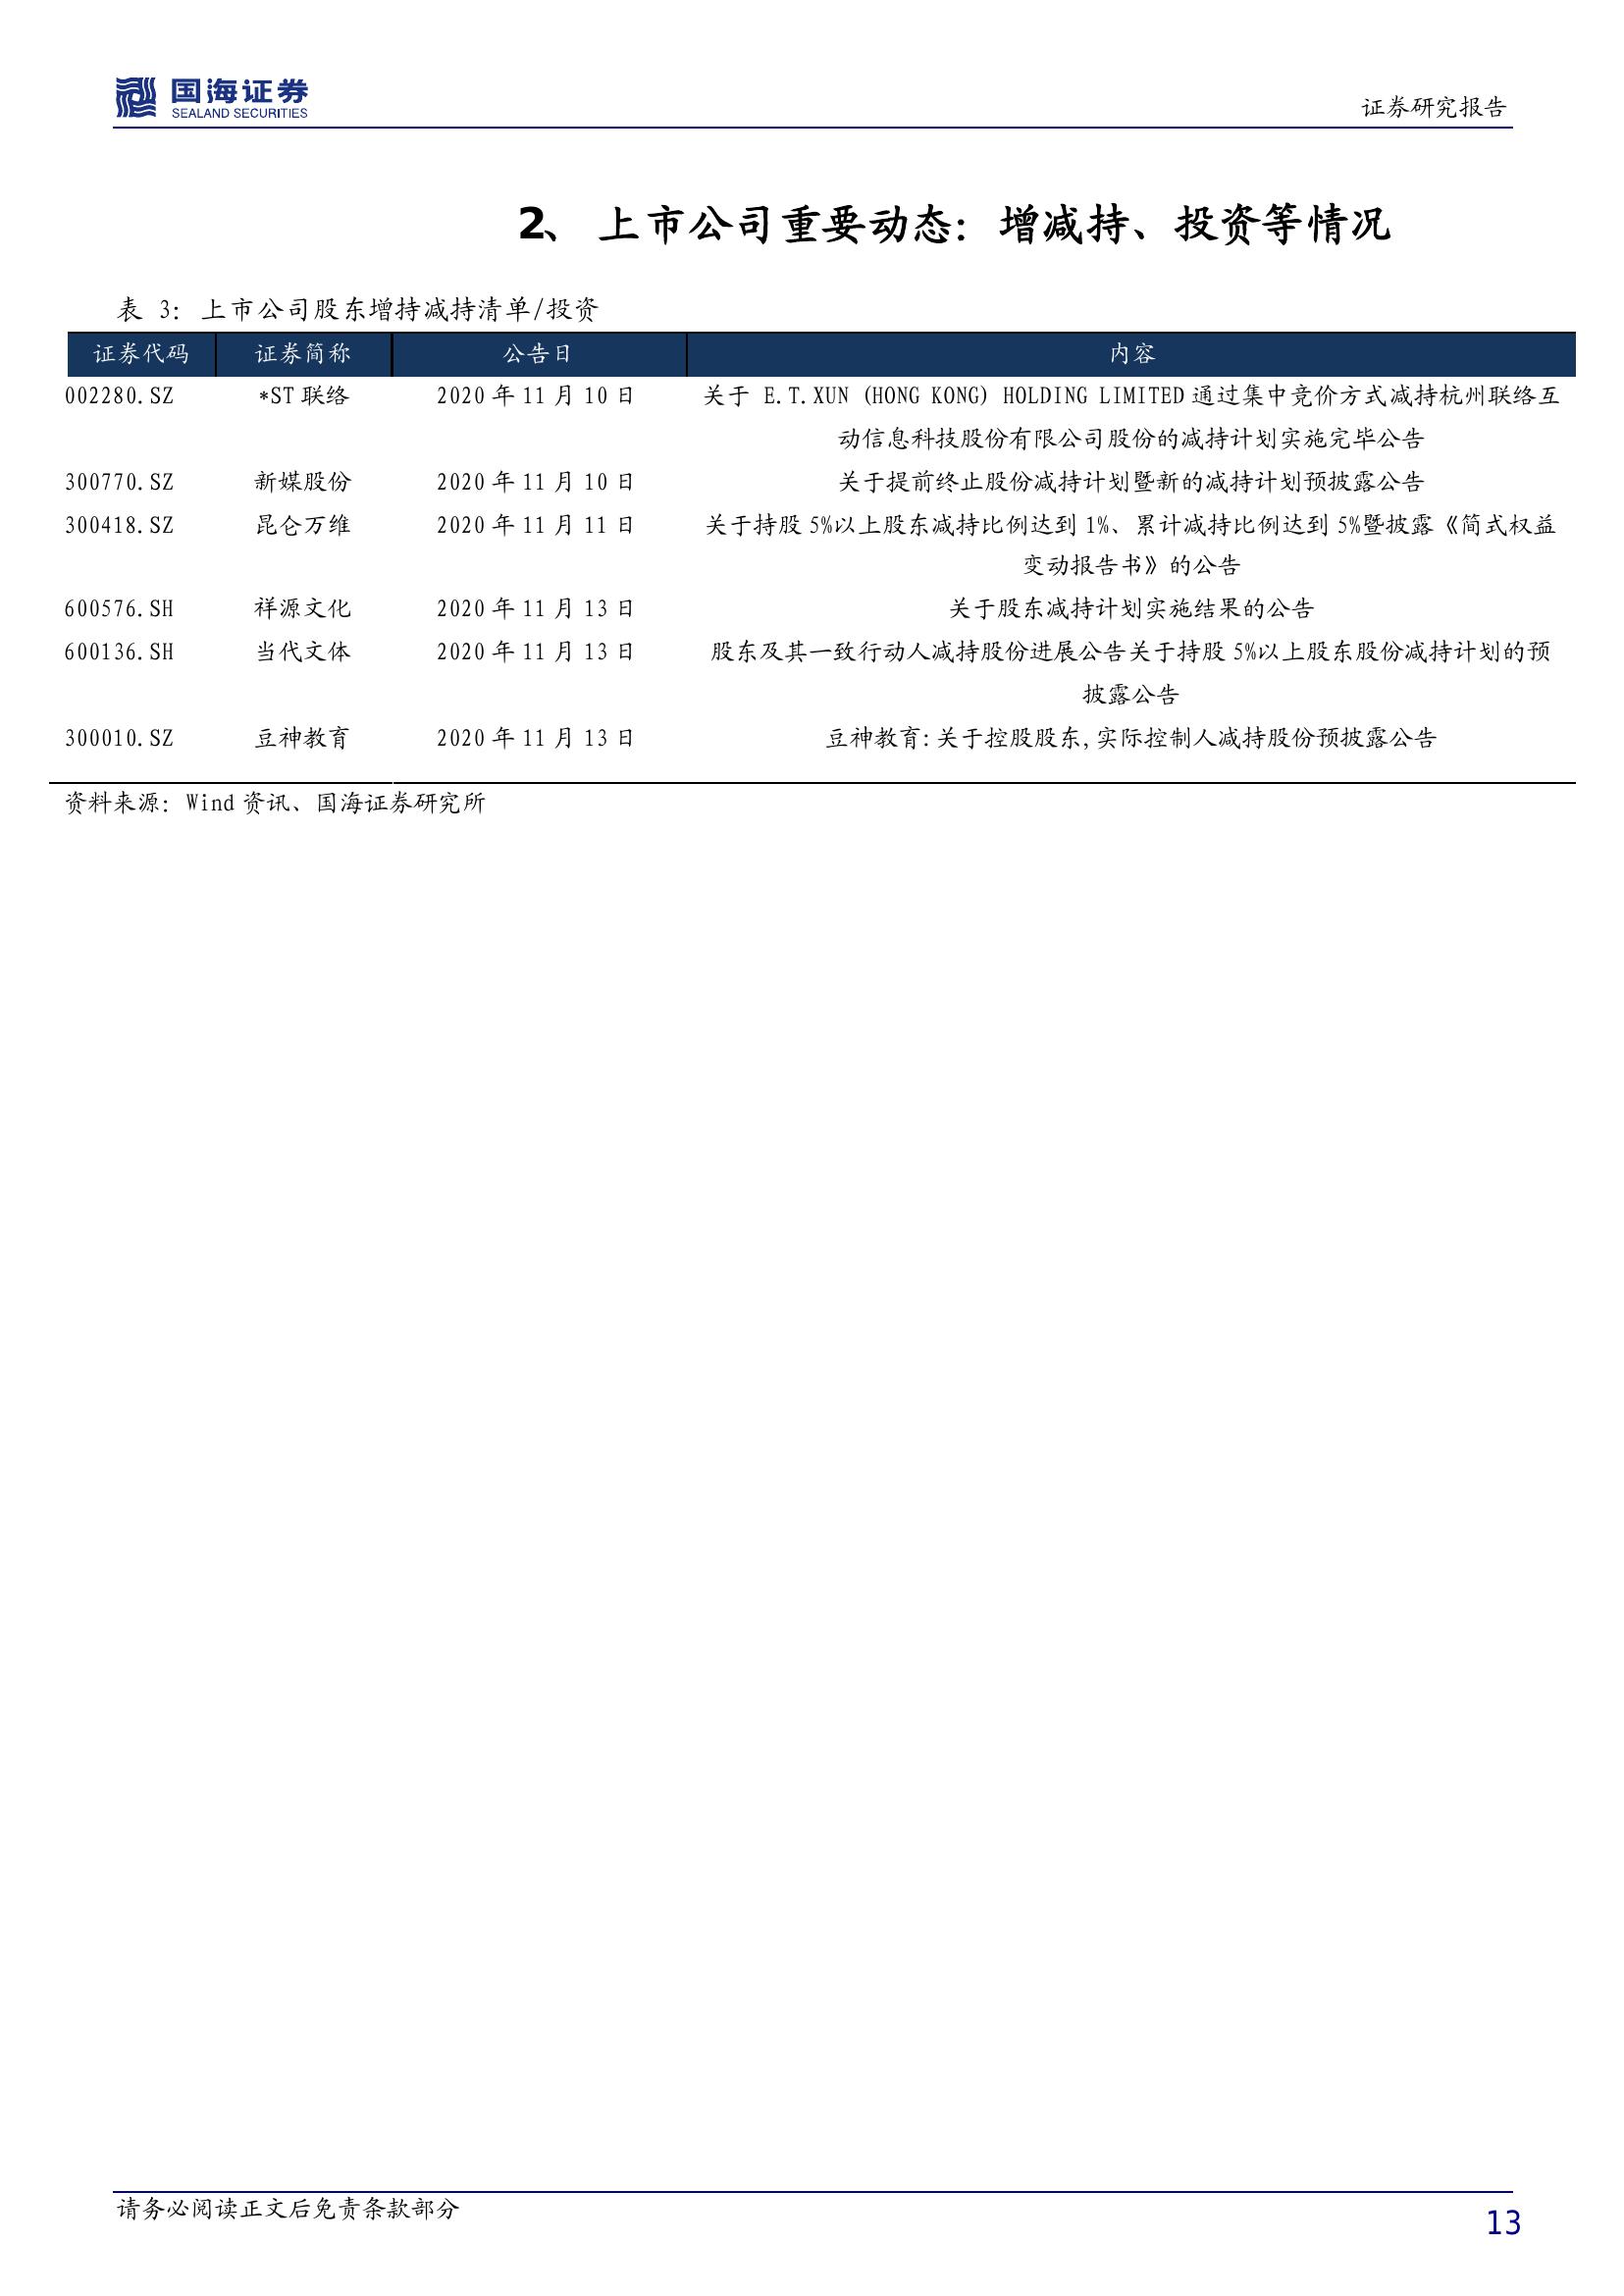 国海证券
SEALAND SECURITIES
证券研究报告
2、 上市公司重要动态：增减持、投资等情况
表 3：上市公司股东增持减持清单/投资
证券代码 证券简称 公告日 内容
002280.SZ *ST 联络 2020 年 11 月 10 日 关于 E.T.XUN (HONG KONG) HOLDING LIMITED 通过集中竞价方式减持杭州联络互
动信息科技股份有限公司股份的减持计划实施完毕公告
300770.SZ 新媒股份 2020 年 11 月 10 日 关于提前终止股份减持计划暨新的减持计划预披露公告
300418.SZ 昆仑万维 2020 年 11 月 11 日 关于持股 5%以上股东减持比例达到 1%、累计减持比例达到 5%暨披露《简式权益
变动报告书》的公告
600576.SH 祥源文化 2020 年 11 月 13 日 关于股东减持计划实施结果的公告
600136.SH 当代文体 2020 年 11 月 13 日 股东及其一致行动人减持股份进展公告关于持股 5%以上股东股份减持计划的预
披露公告
300010.SZ 豆神教育 2020 年 11 月 13 日 豆神教育:关于控股股东,实际控制人减持股份预披露公告
资料来源：Wind 资讯、国海证券研究所
请务必阅读正文后免责条款部分
13